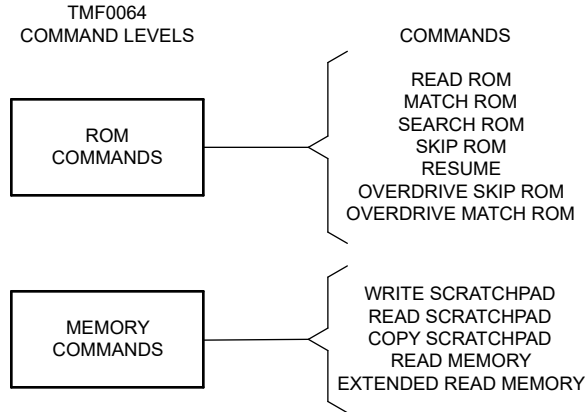 TMF0064
COMMAND LEVELS
COMMANDS
ROM
COMMANDS
READ ROM
MATCH ROM
SEARCH ROM
SKIP ROM
RESUME
OVERDRIVE SKIP ROM
OVERDRIVE MATCH ROM
MEMORY
COMMANDS
WRITE SCRATCHPAD
READ SCRATCHPAD
COPY SCRATCHPAD
READ MEMORY
EXTENDED READ MEMORY